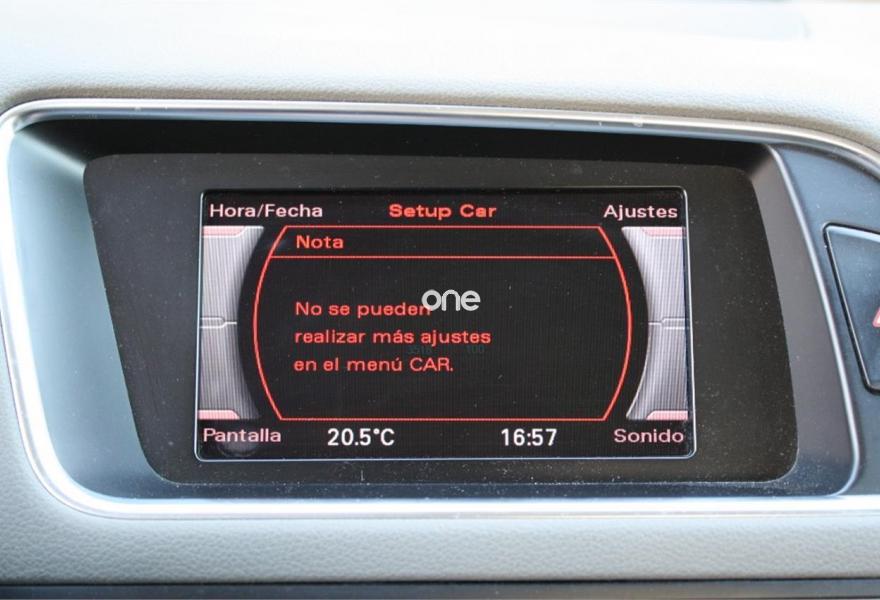 Hora/Fecha Setup Car Ajustes
Nota
one
No se pueden
realizar más ajustes
en el menú CAR.
Pantalla 20.5°C 16:57 Sonido